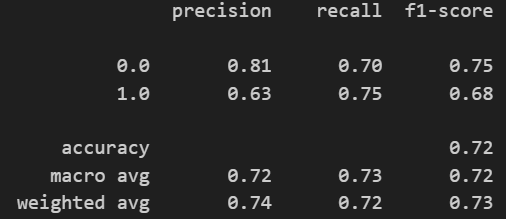 precision recall f1-score
0.0 0.81 0.70 0.75
1.0 0.63 0.75 0.68
accuracy 0.72
macro avg 0.72 0.73 0.72
weighted avg 0.74 0.72 0.73